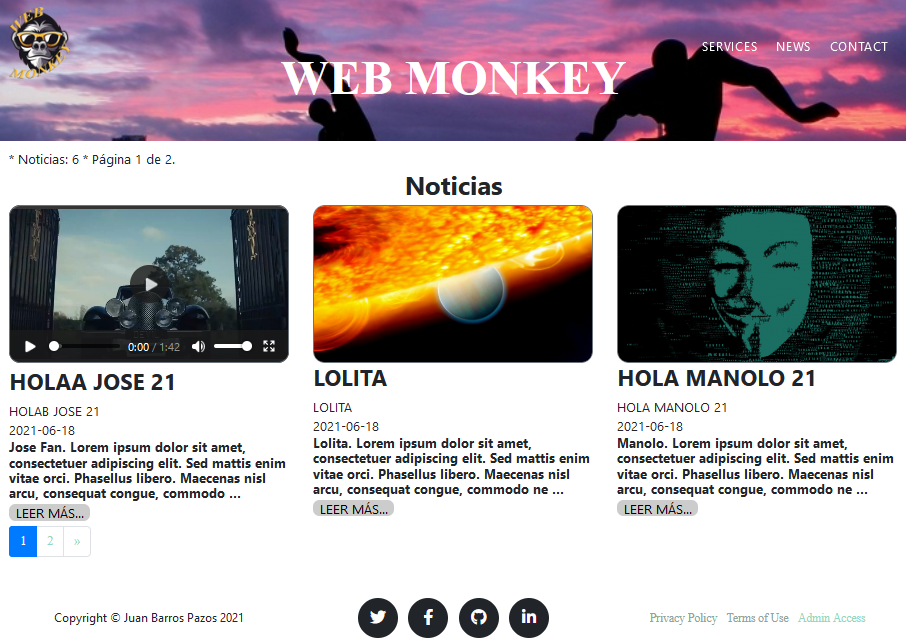 WEB
MONKEY
SERVICES NEWS CONTACT
WEB MONKEY
* Noticias: 6 * Página 1 de 2.
Noticias
0:00 / 1:42
HOLAA JOSE 21
HOLAB JOSE 21
2021-06-18
Jose Fan. Lorem ipsum dolor sit amet,
consectetuer adipiscing elit. Sed mattis enim
vitae orci. Phasellus libero. Maecenas nisl
arcu, consequat congue, commodo ...
LEER MÁS...
LOLITA
LOLITA
2021-06-18
Lolita. Lorem ipsum dolor sit amet,
consectetuer adipiscing elit. Sed mattis enim
vitae orci. Phasellus libero. Maecenas nisl
arcu, consequat congue, commodo ne ...
LEER MÁS...
HOLA MANOLO 21
HOLA MANOLO 21
2021-06-18
Manolo. Lorem ipsum dolor sit amet,
consectetuer adipiscing elit. Sed mattis enim
vitae orci. Phasellus libero. Maecenas nisl
arcu, consequat congue, commodo ne ...
LEER MÁS...
1 2 »
Copyright © Juan Barros Pazos 2021
Privacy Policy Terms of Use Admin Access